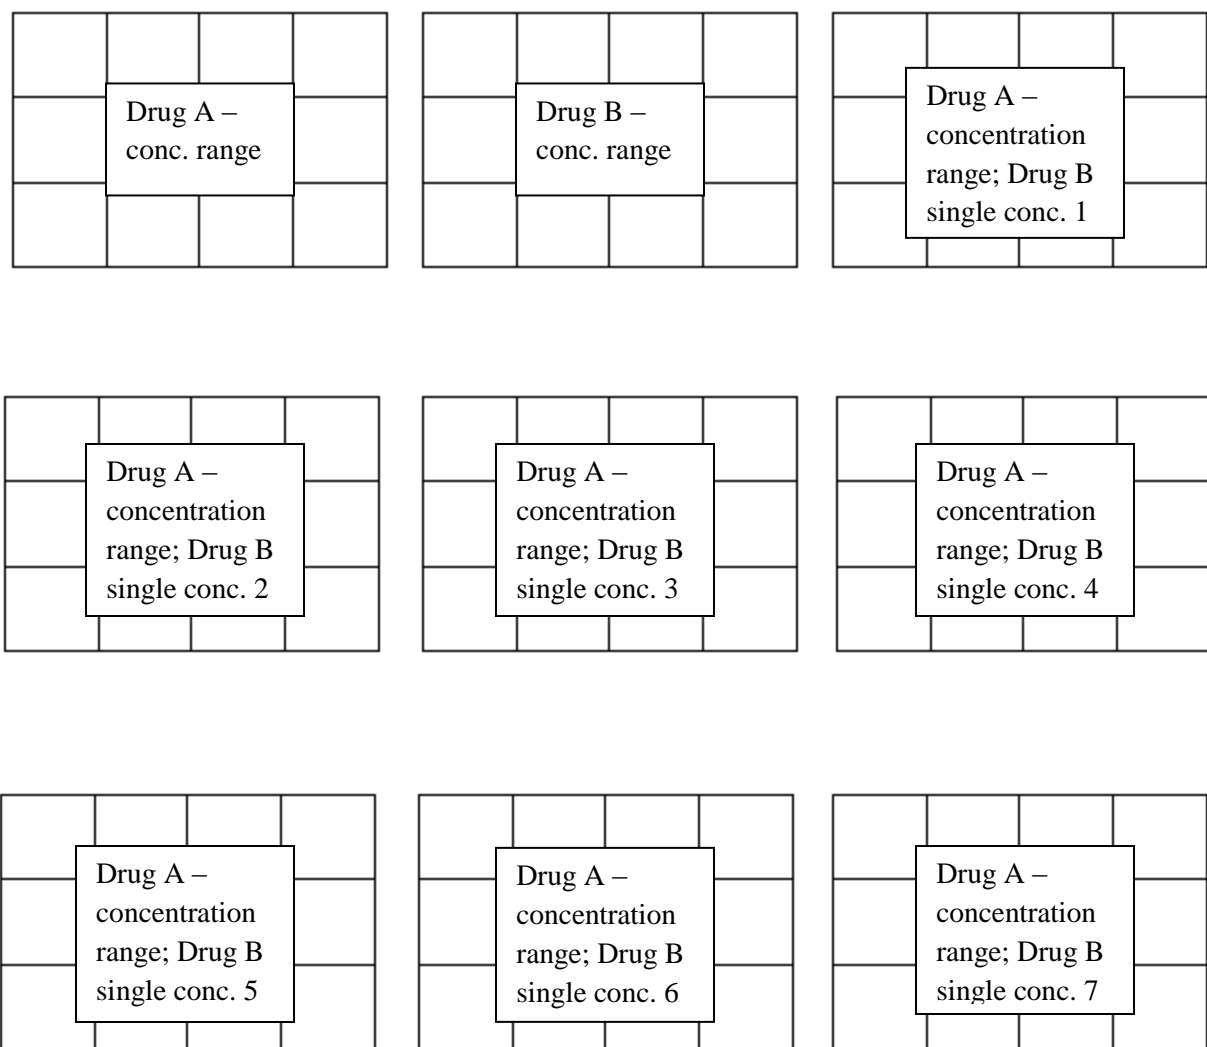 Drug A –
conc. range
Drug B –
conc. range
Drug A –
concentration
range; Drug B
single conc. 1
Drug A –
concentration
range; Drug B
single conc. 2
Drug A –
concentration
range; Drug B
single conc. 3
Drug A –
concentration
range; Drug B
single conc. 4
Drug A –
concentration
range; Drug B
single conc. 5
Drug A –
concentration
range; Drug B
single conc. 6
Drug A –
concentration
range; Drug B
single conc. 7